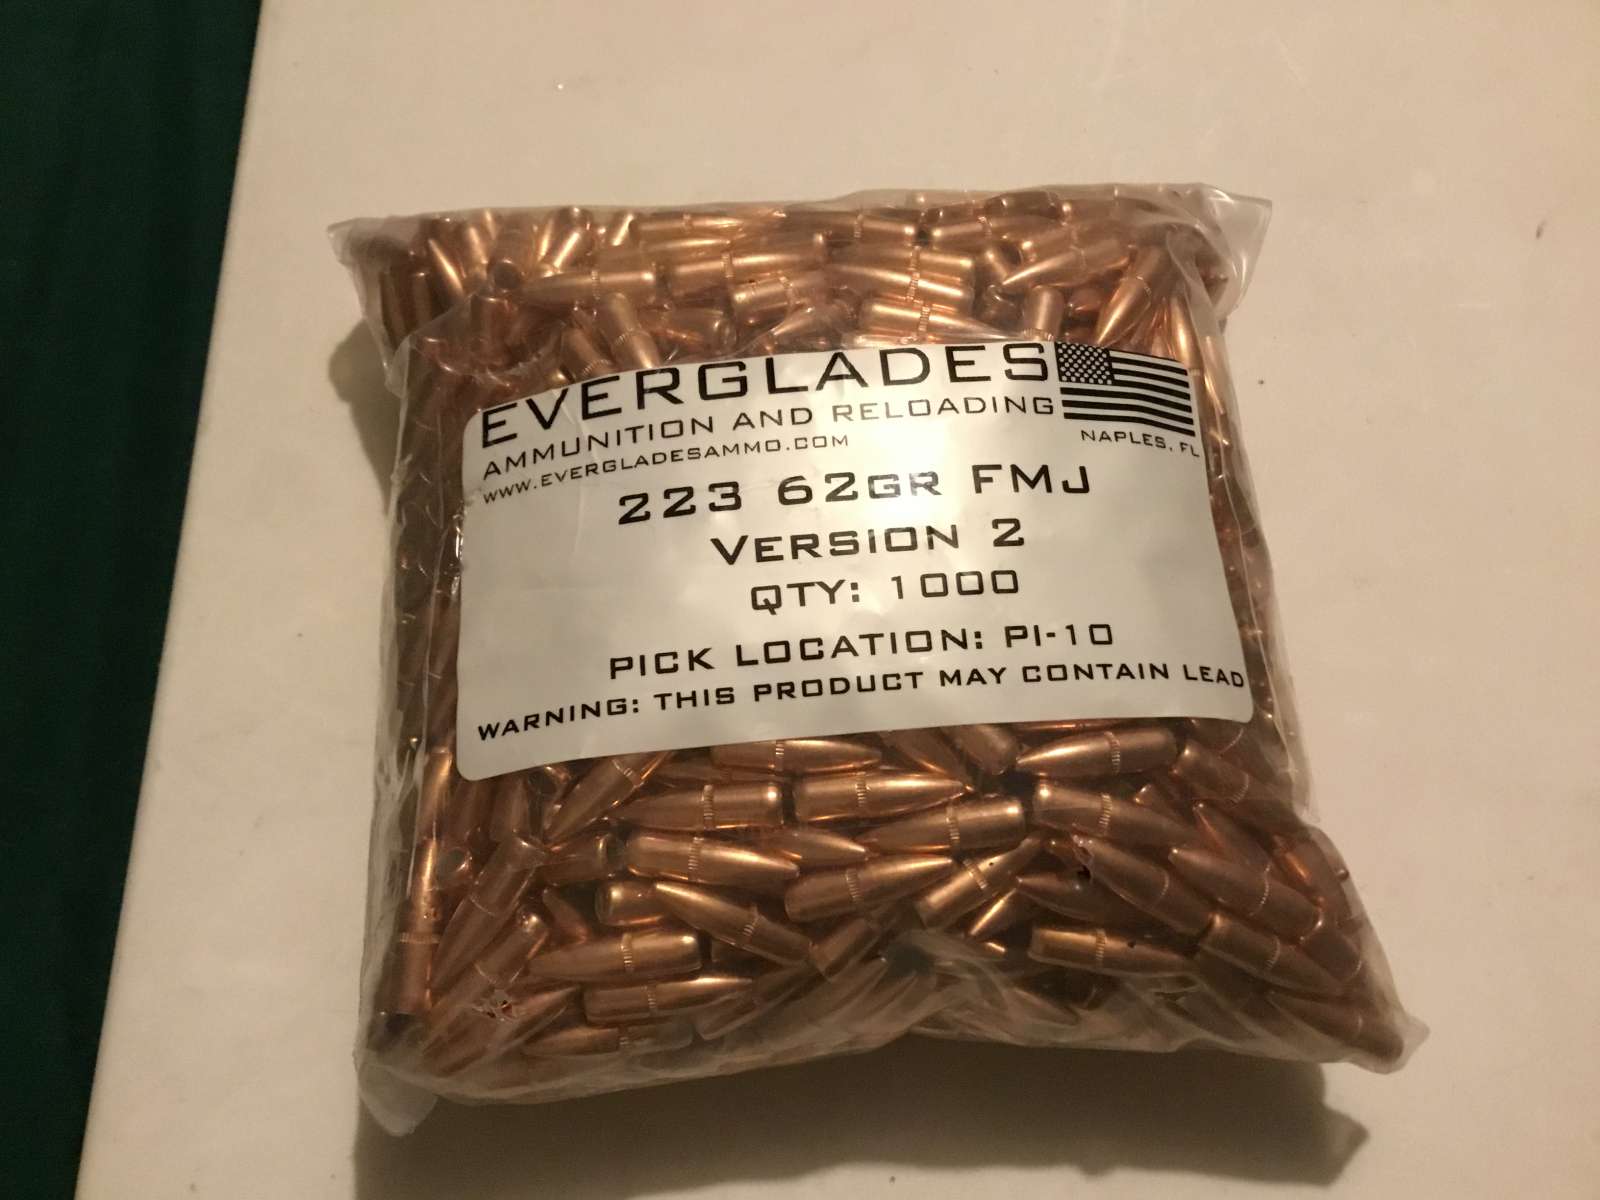 EVERGLADES
AMMUNITION AND RELOADING
WWW.EVERGLADESAMMO.COM
NAPLES, FL
223 62GR FMJ
VERSION 2
QTY: 1000
PICK LOCATION: PI-10
WARNING: THIS PRODUCT MAY CONTAIN LEAD